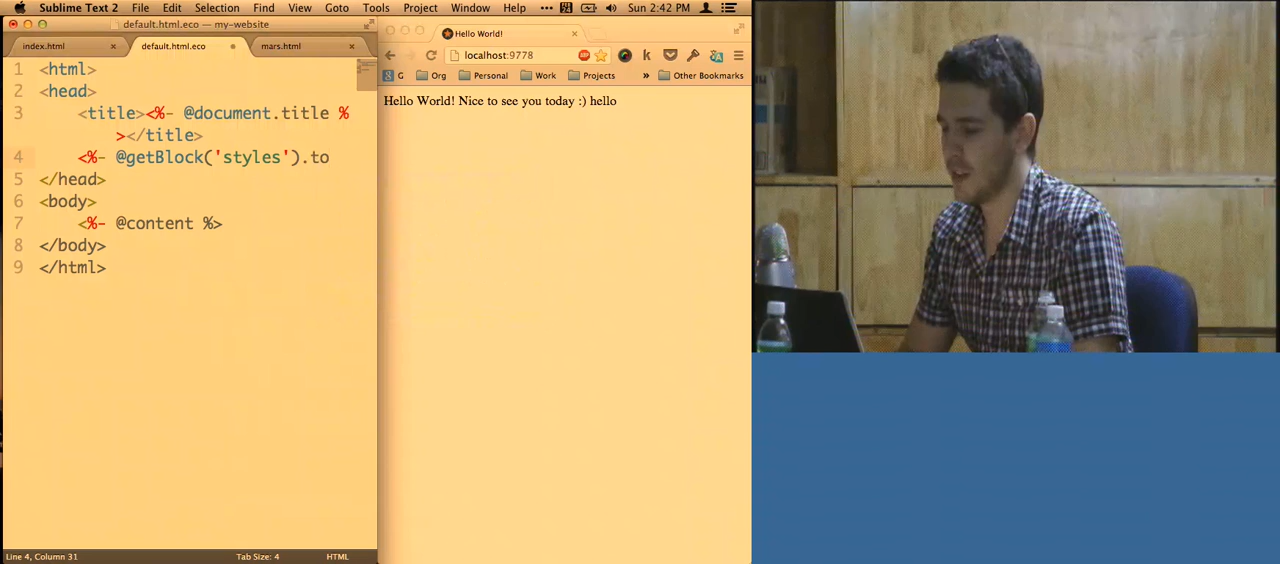 Sublime Text 2 File Edit Selection Find View Goto Tools Project Window Help ••• Sun 2:42 PM
default.html.eco — my-website
index.html default.html.eco mars.html
1 <html>
2 <head>
3 <title><%- @document.title %
></title>
4 <%- @getBlock('styles').to
5 </head>
6 <body>
7 <%- @content %>
8 </body>
9 </html>
Line 4, Column 31 Tab Size: 4 HTML
Hello World!
localhost:9778
G Org Personal Work Projects » Other Bookmarks
Hello World! Nice to see you today :) hello